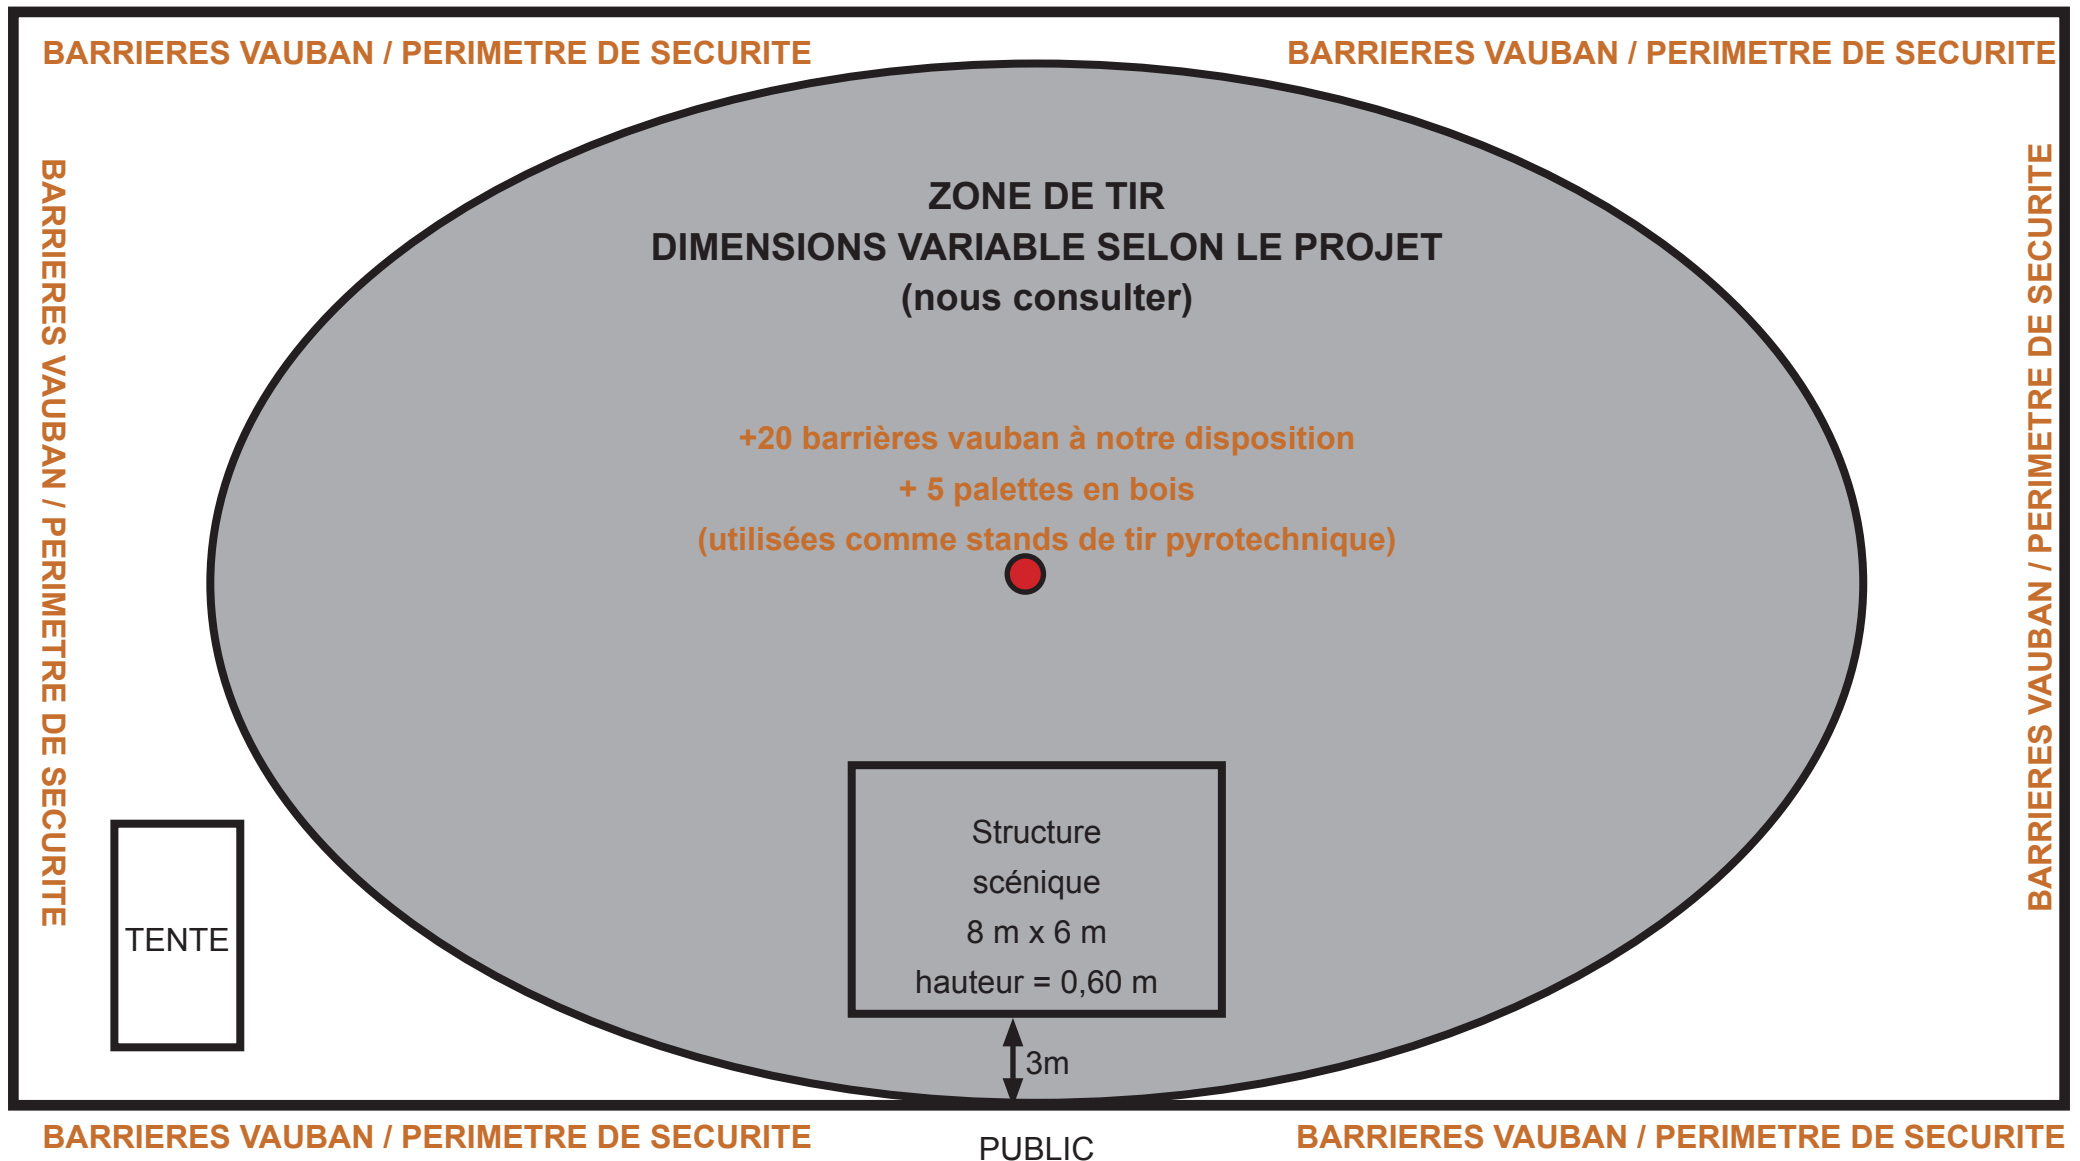 BARRIERES VAUBAN / PERIMETRE DE SECURITE
BARRIERES VAUBAN / PERIMETRE DE SECURITE
BARRIERES VAUBAN / PERIMETRE DE SECURITE
BARRIERES VAUBAN / PERIMETRE DE SECURITE
ZONE DE TIR
DIMENSIONS VARIABLE SELON LE PROJET
(nous consulter)
+20 barrières vauban à notre disposition
+ 5 palettes en bois
(utilisées comme stands de tir pyrotechnique)
Structure
scénique
8 m x 6 m
hauteur = 0,60 m
TENTE
3m
BARRIERES VAUBAN / PERIMETRE DE SECURITE
PUBLIC
BARRIERES VAUBAN / PERIMETRE DE SECURITE